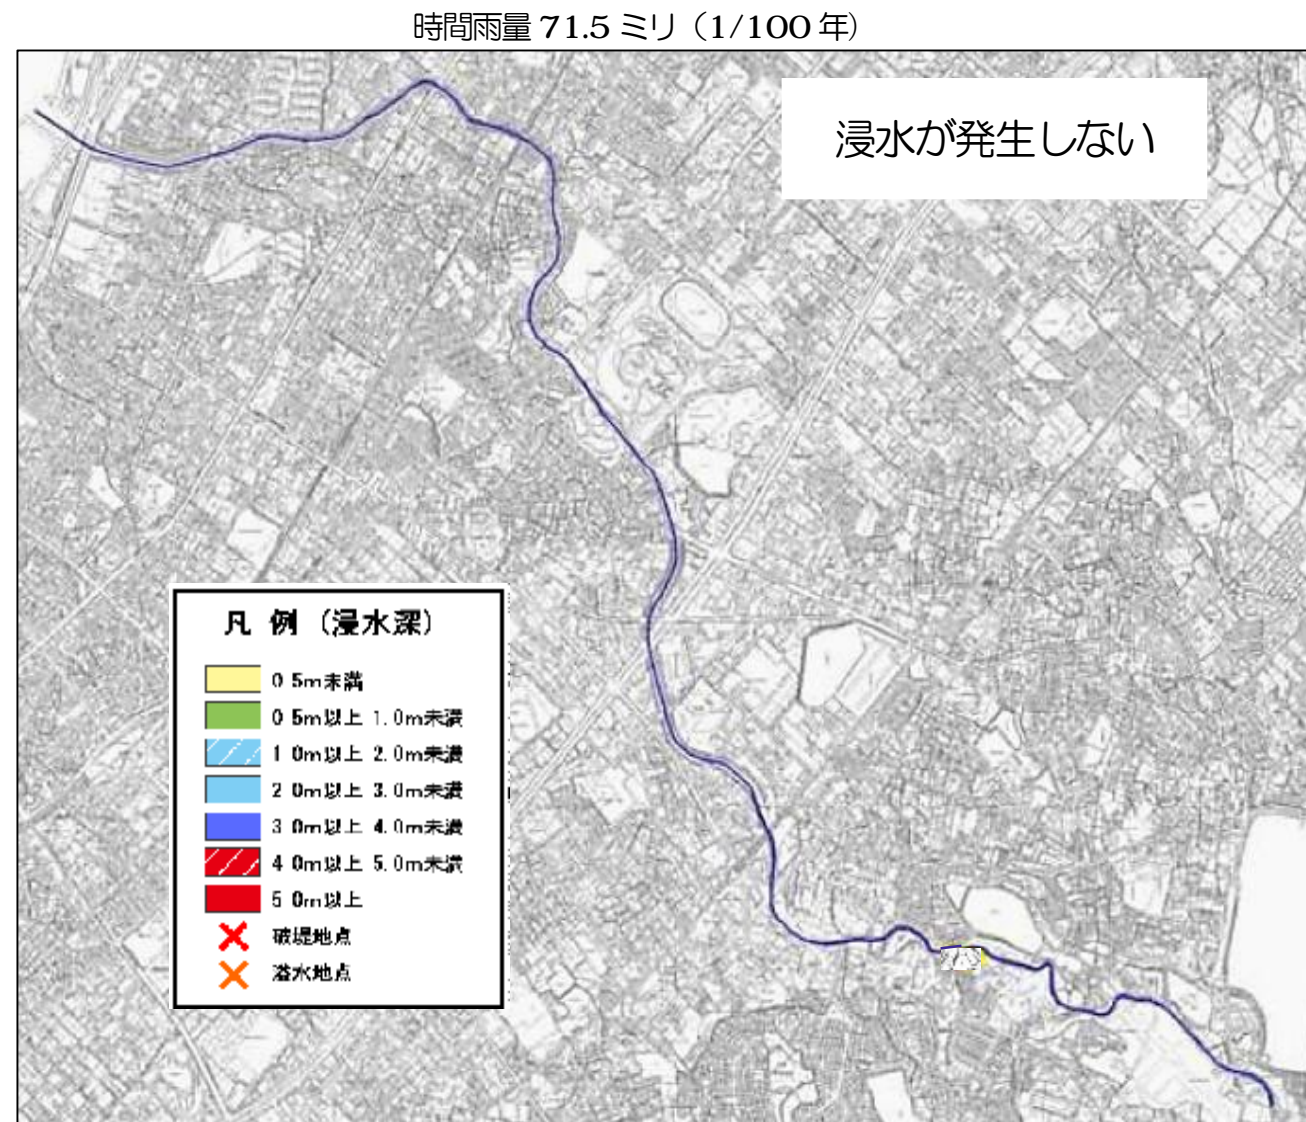 時間雨量 71.5 ミリ（1/100 年）
浸水が発生しない
凡 例（浸水深）
0 5m未満
0 5m以上 1.0m未満
1 0m以上 2.0m未満
2 0m以上 3.0m未満
3 0m以上 4.0m未満
4 0m以上 5.0m未満
5 0m以上
破堤地点
溢水地点